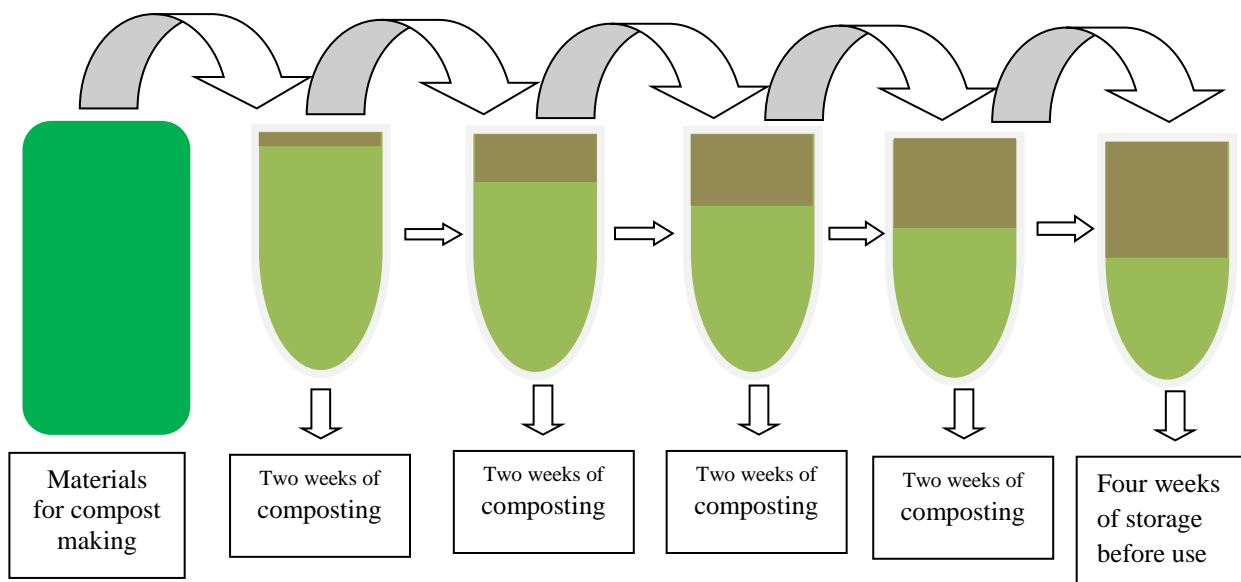 Materials
for compost
making
Two weeks of
composting
Two weeks of
composting
Two weeks of
composting
Two weeks of
composting
Four weeks
of storage
before use